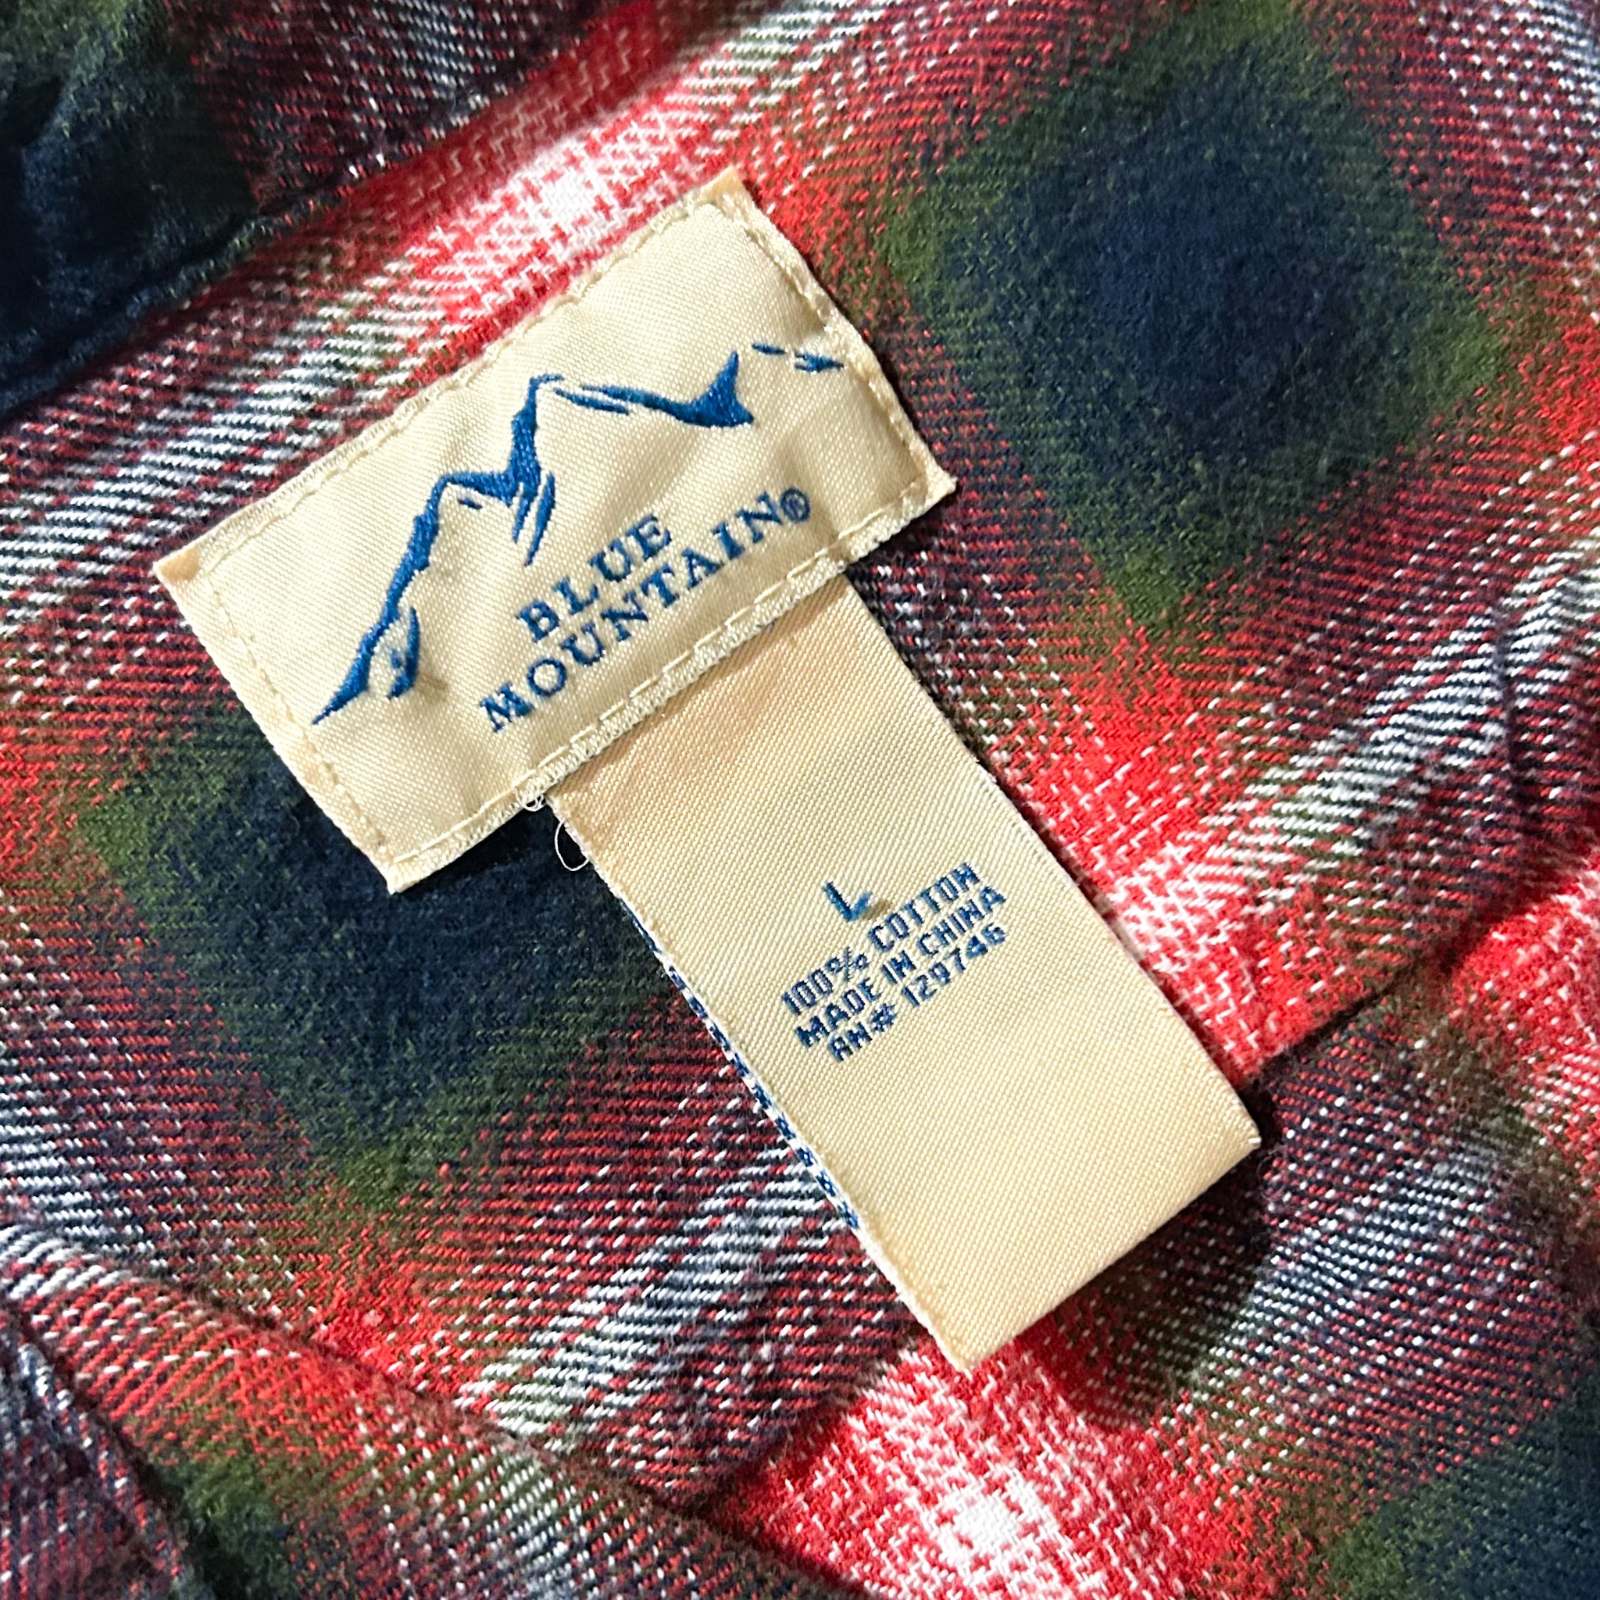 BLUE
MOUNTAIN®
L
100% COTTON
MADE IN CHINA
RN# 129746